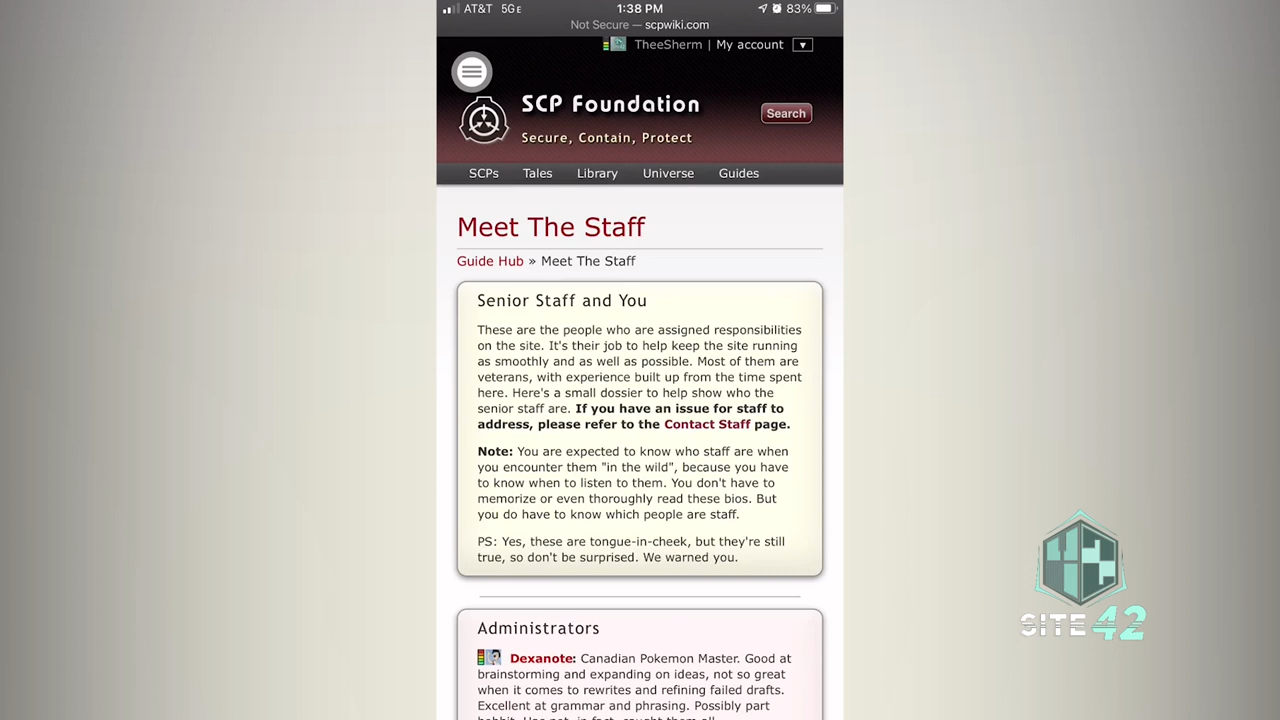 AT&T 5GE 1:38 PM 83%
Not Secure — scpwiki.com
TheeSherm | My account ▼
SCP Foundation
Search
Secure, Contain, Protect
SCPs Tales Library Universe Guides
Meet The Staff
Guide Hub » Meet The Staff
Senior Staff and You
These are the people who are assigned responsibilities
on the site. It's their job to help keep the site running
as smoothly and as well as possible. Most of them are
veterans, with experience built up from the time spent
here. Here's a small dossier to help show who the
senior staff are. If you have an issue for staff to
address, please refer to the Contact Staff page.
Note: You are expected to know who staff are when
you encounter them "in the wild", because you have
to know when to listen to them. You don't have to
memorize or even thoroughly read these bios. But
you do have to know which people are staff.
PS: Yes, these are tongue-in-cheek, but they're still
true, so don't be surprised. We warned you.
Administrators
Dexanote: Canadian Pokemon Master. Good at
brainstorming and expanding on ideas, not so great
when it comes to rewrites and refining failed drafts.
Excellent at grammar and phrasing. Possibly part
SITE 42